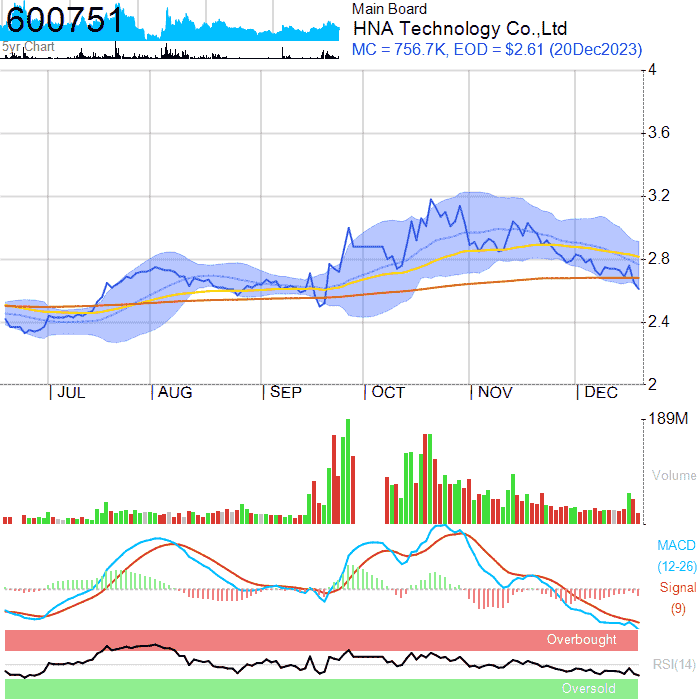 600751
5yr Chart
Main Board
HNA Technology Co.,Ltd
MC = 756.7K, EOD = $2.61 (20Dec2023)
4
3.6
3.2
2.8
2.4
2
JUL AUG SEP OCT NOV DEC
189M
Volume
MACD
(12-26)
Signal
(9)
Overbought
RSI(14)
Oversold